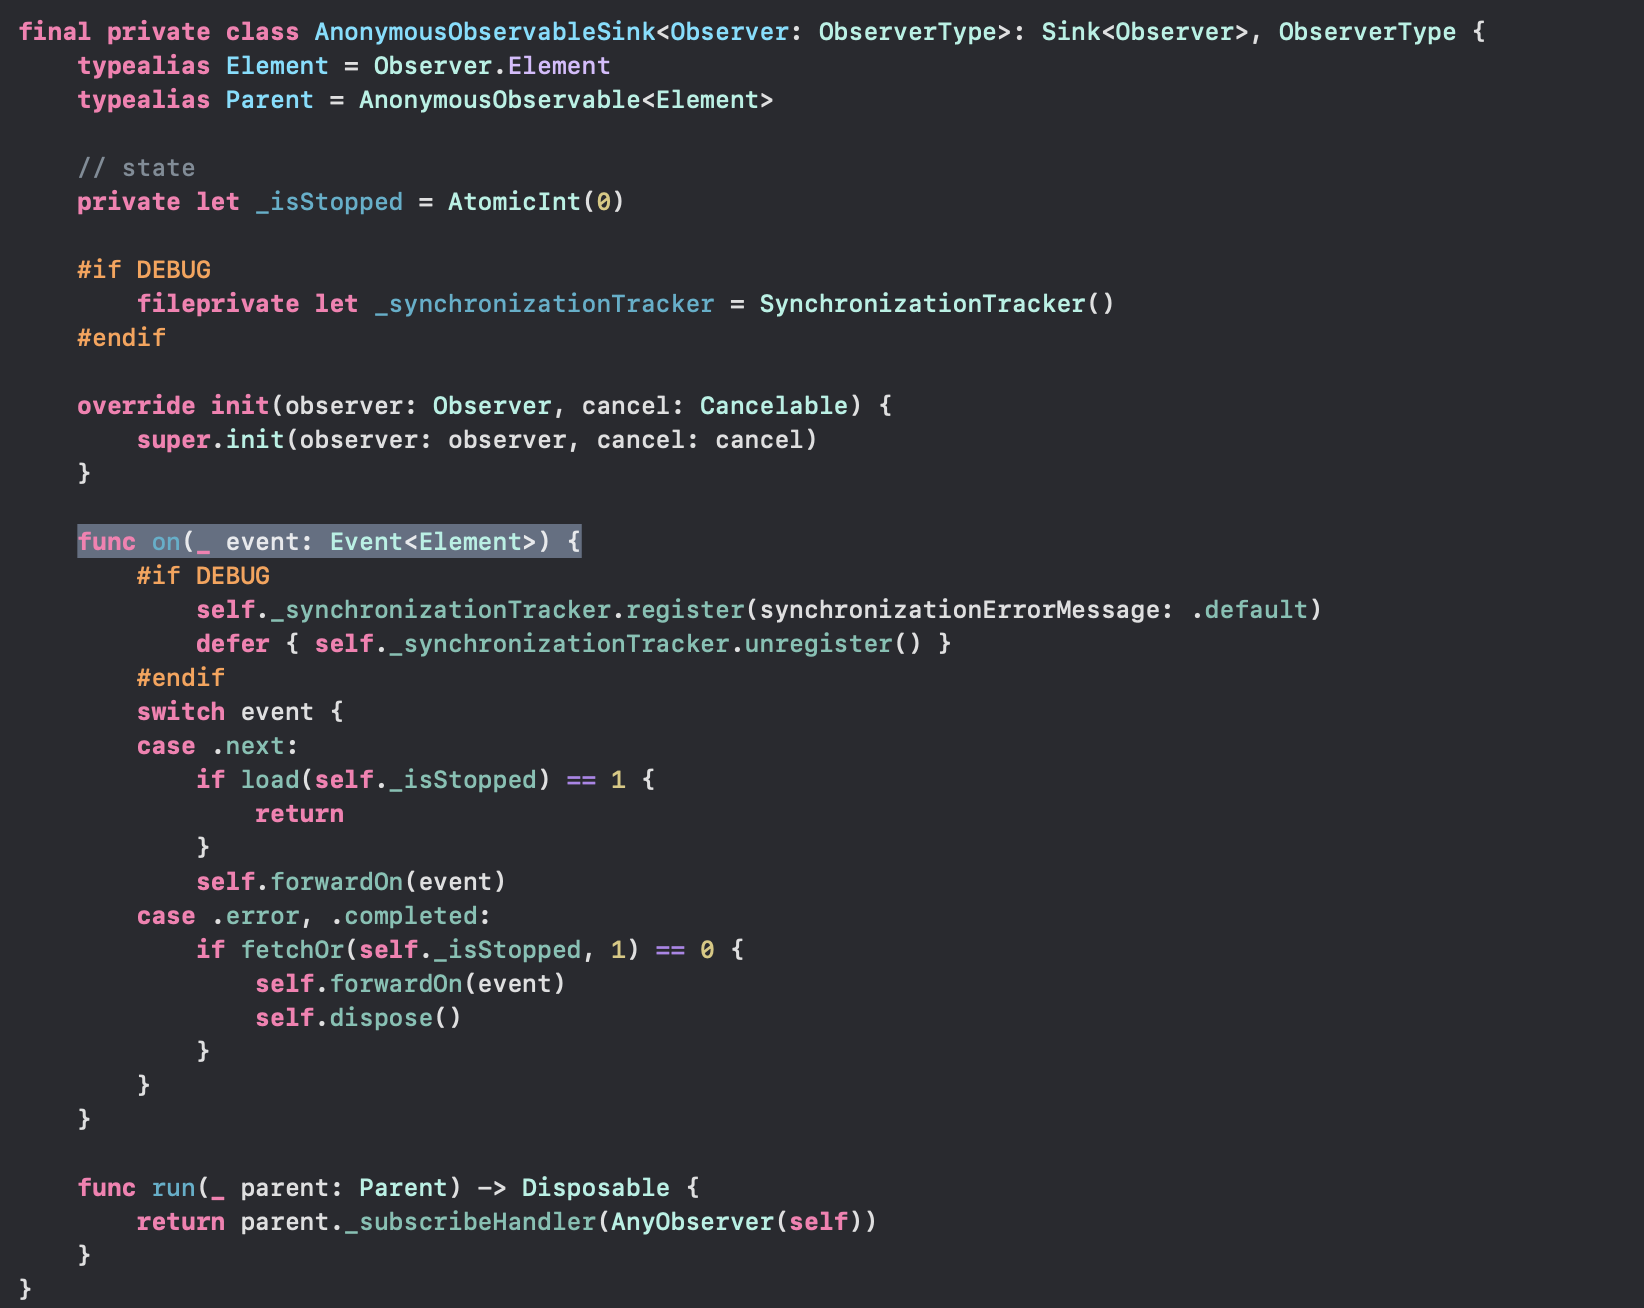 final private class AnonymousObservableSink<Observer: ObserverType>: Sink<Observer>, ObserverType {
    typealias Element = Observer.Element
    typealias Parent = AnonymousObservable<Element>

    // state
    private let _isStopped = AtomicInt(0)

    #if DEBUG
        fileprivate let _synchronizationTracker = SynchronizationTracker()
    #endif

    override init(observer: Observer, cancel: Cancelable) {
        super.init(observer: observer, cancel: cancel)
    }

    func on(_ event: Event<Element>) {
        #if DEBUG
            self._synchronizationTracker.register(synchronizationErrorMessage: .default)
            defer { self._synchronizationTracker.unregister() }
        #endif
        switch event {
        case .next:
            if load(self._isStopped) == 1 {
                return
            }
            self.forwardOn(event)
        case .error, .completed:
            if fetchOr(self._isStopped, 1) == 0 {
                self.forwardOn(event)
                self.dispose()
            }
        }
    }

    func run(_ parent: Parent) -> Disposable {
        return parent._subscribeHandler(AnyObserver(self))
    }
}